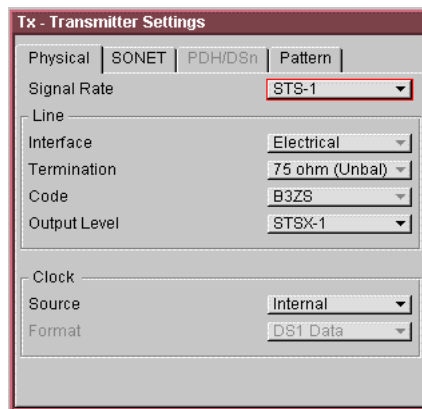 Tx - Transmitter Settings
Physical SONET PDH/DSn Pattern
Signal Rate STS-1
Line
Interface Electrical
Termination 75 ohm (Unbal)
Code B3ZS
Output Level STSX-1
Clock
Source Internal
Format DS1 Data